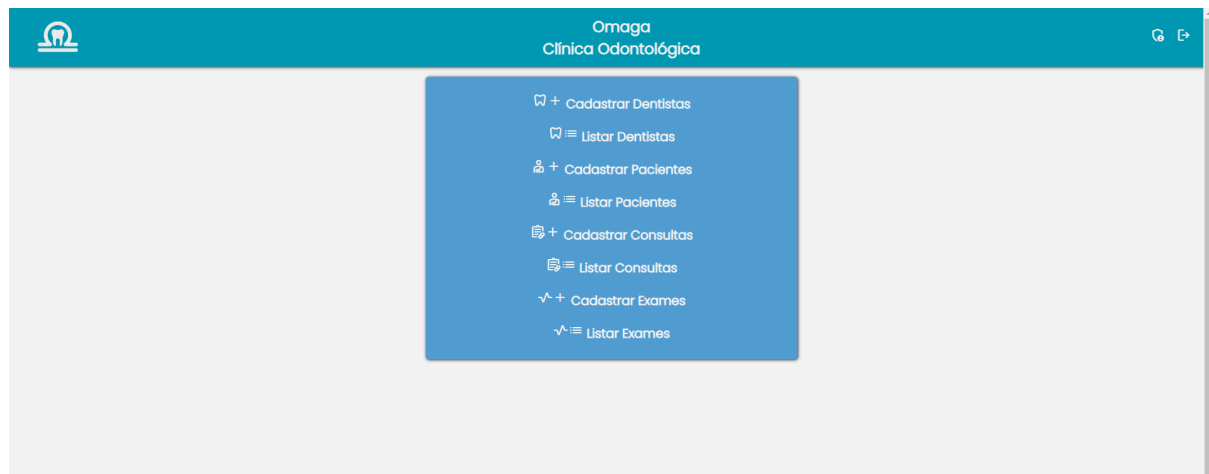 Omaga
Clínica Odontológica
Cadastrar Dentistas
Listar Dentistas
Cadastrar Pacientes
Listar Pacientes
Cadastrar Consultas
Listar Consultas
Cadastrar Exames
Listar Exames